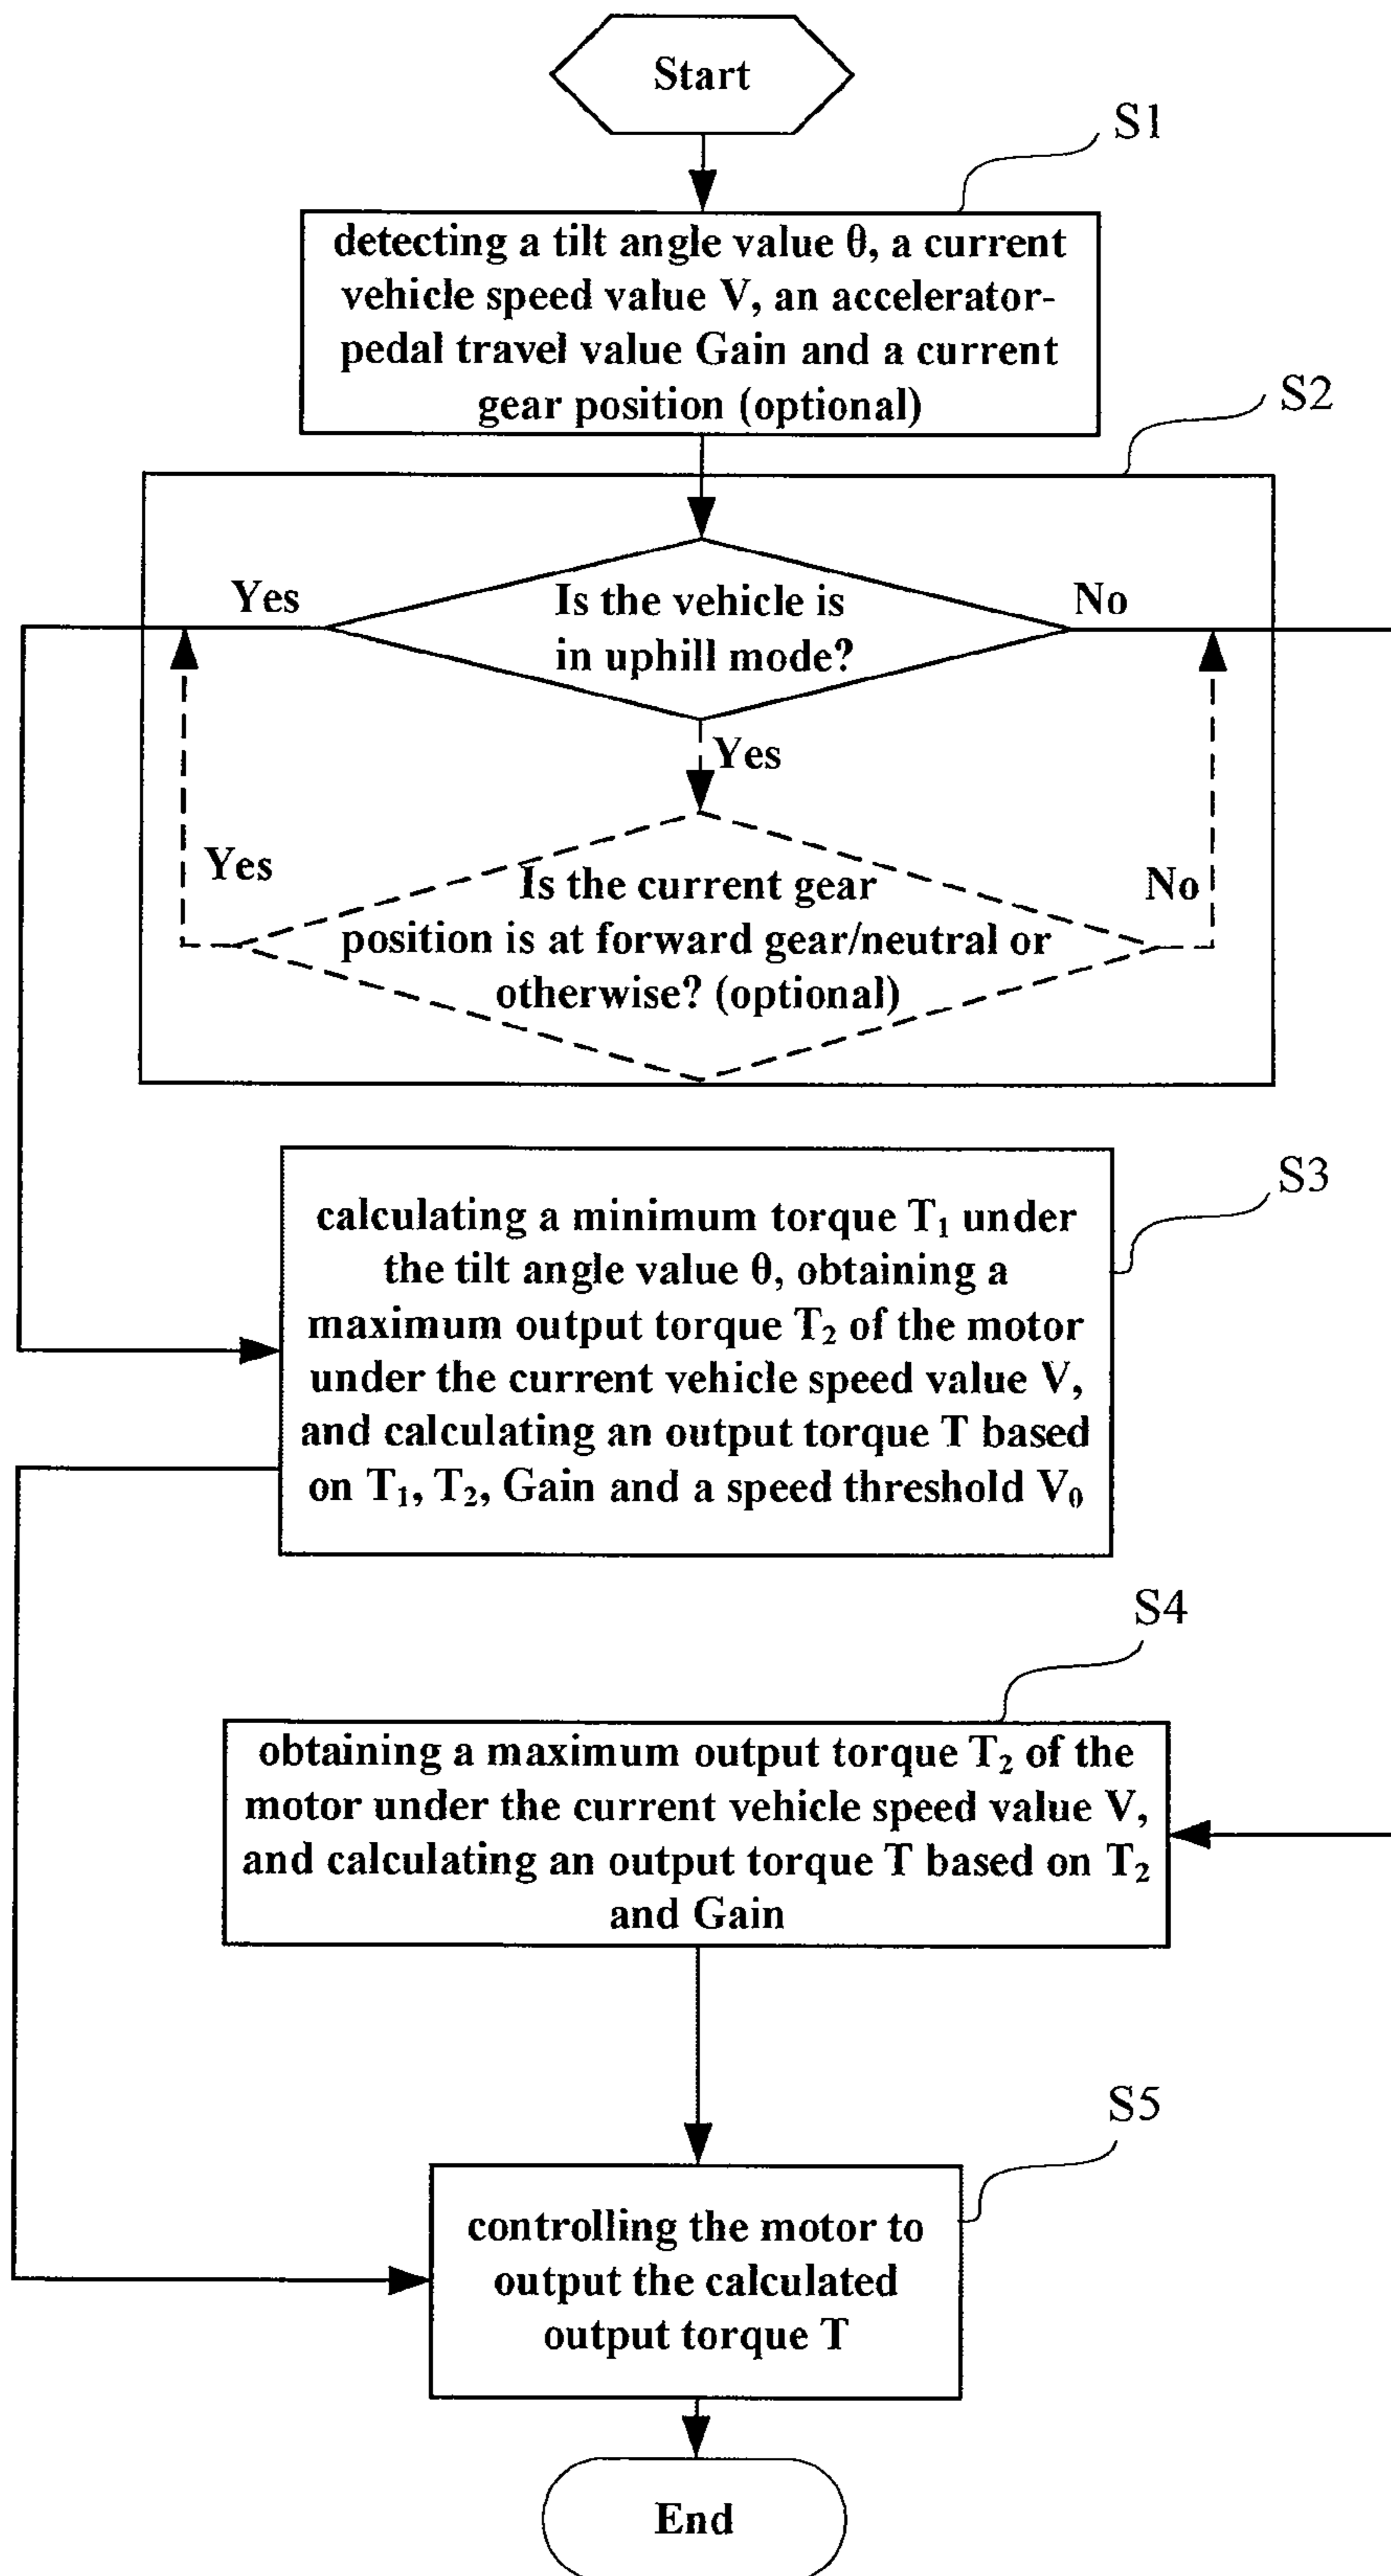 Start
S1
detecting a tilt angle value θ, a current
vehicle speed value V, an accelerator-
pedal travel value Gain and a current
gear position (optional)
S2
Yes
No
Is the vehicle is
in uphill mode?
Yes
Yes
No
Is the current gear
position is at forward gear/neutral or
otherwise? (optional)
S3
calculating a minimum torque T₁ under
the tilt angle value θ, obtaining a
maximum output torque T₂ of the motor
under the current vehicle speed value V,
and calculating an output torque T based
on T₁, T₂, Gain and a speed threshold V₀
S4
obtaining a maximum output torque T₂ of the
motor under the current vehicle speed value V,
and calculating an output torque T based on T₂
and Gain
S5
controlling the motor to
output the calculated
output torque T
End